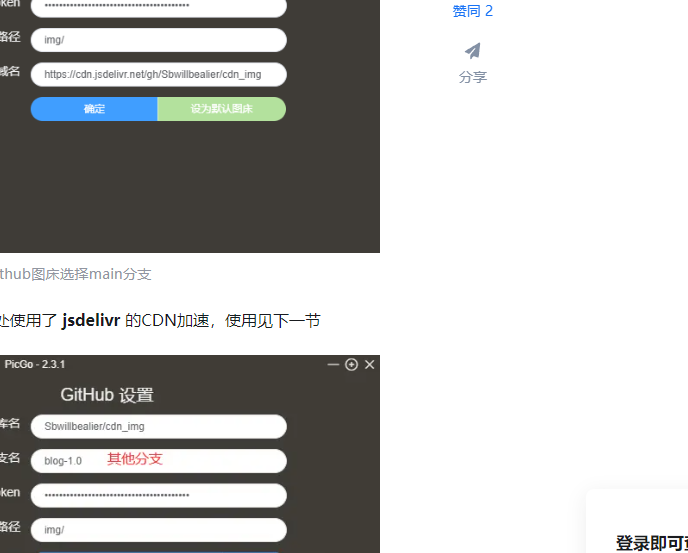 oken
••••••••••••••••••••••••••••••••••••••••
路径
img/
域名
https://cdn.jsdelivr.net/gh/Sbwillbealier/cdn_img
确定
设为默认图床
赞同 2
分享
thub图床选择main分支
处使用了 jsdelivr 的CDN加速，使用见下一节
PicGo - 2.3.1
GitHub 设置
库名
Sbwillbealier/cdn_img
支名
blog-1.0
其他分支
oken
••••••••••••••••••••••••••••••••••••••••
路径
img/
登录即可查